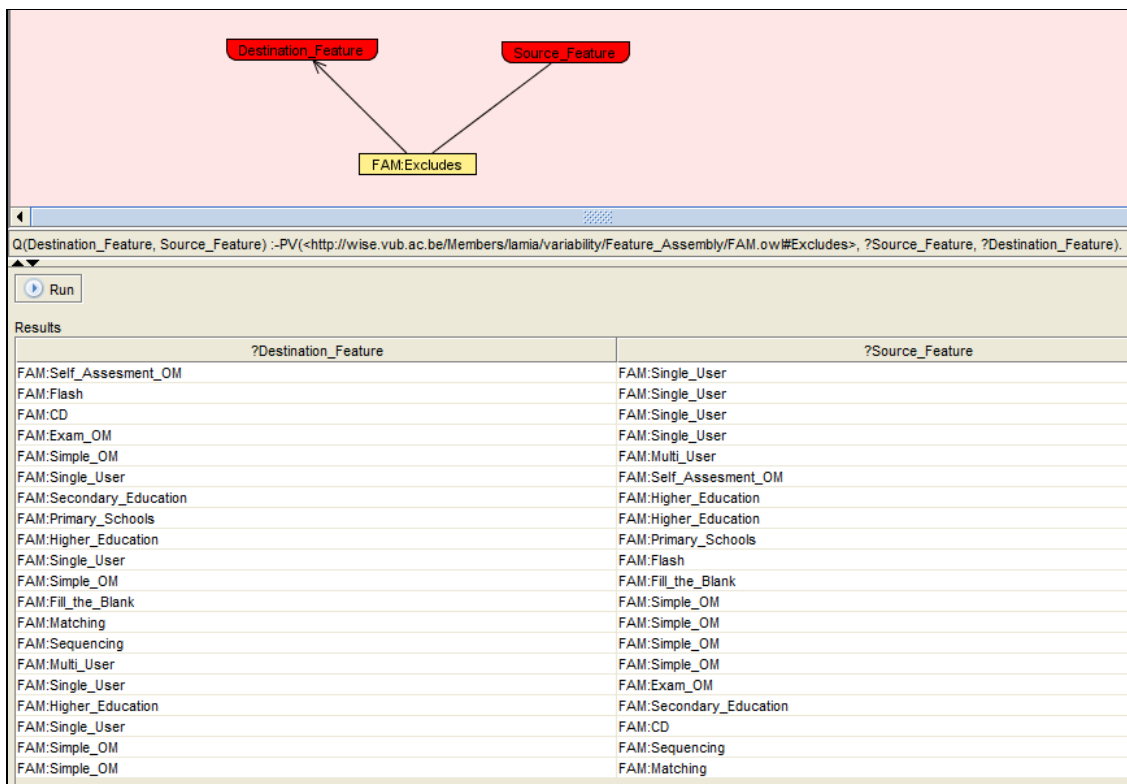 Destination_Feature
Source_Feature
FAM:Excludes
Q(Destination_Feature, Source_Feature) :-PV(<http://wise.vub.ac.be/Members/lamia/variability/Feature_Assembly/FAM.owl#Excludes>, ?Source_Feature, ?Destination_Feature).
Run
Results
?Destination_Feature ?Source_Feature
FAM:Self_Assesment_OM FAM:Single_User
FAM:Flash FAM:Single_User
FAM:CD FAM:Single_User
FAM:Exam_OM FAM:Single_User
FAM:Simple_OM FAM:Multi_User
FAM:Single_User FAM:Self_Assesment_OM
FAM:Secondary_Education FAM:Higher_Education
FAM:Primary_Schools FAM:Higher_Education
FAM:Higher_Education FAM:Primary_Schools
FAM:Single_User FAM:Flash
FAM:Simple_OM FAM:Fill_the_Blank
FAM:Fill_the_Blank FAM:Simple_OM
FAM:Matching FAM:Simple_OM
FAM:Sequencing FAM:Simple_OM
FAM:Multi_User FAM:Simple_OM
FAM:Single_User FAM:Exam_OM
FAM:Higher_Education FAM:Secondary_Education
FAM:Single_User FAM:CD
FAM:Simple_OM FAM:Sequencing
FAM:Simple_OM FAM:Matching